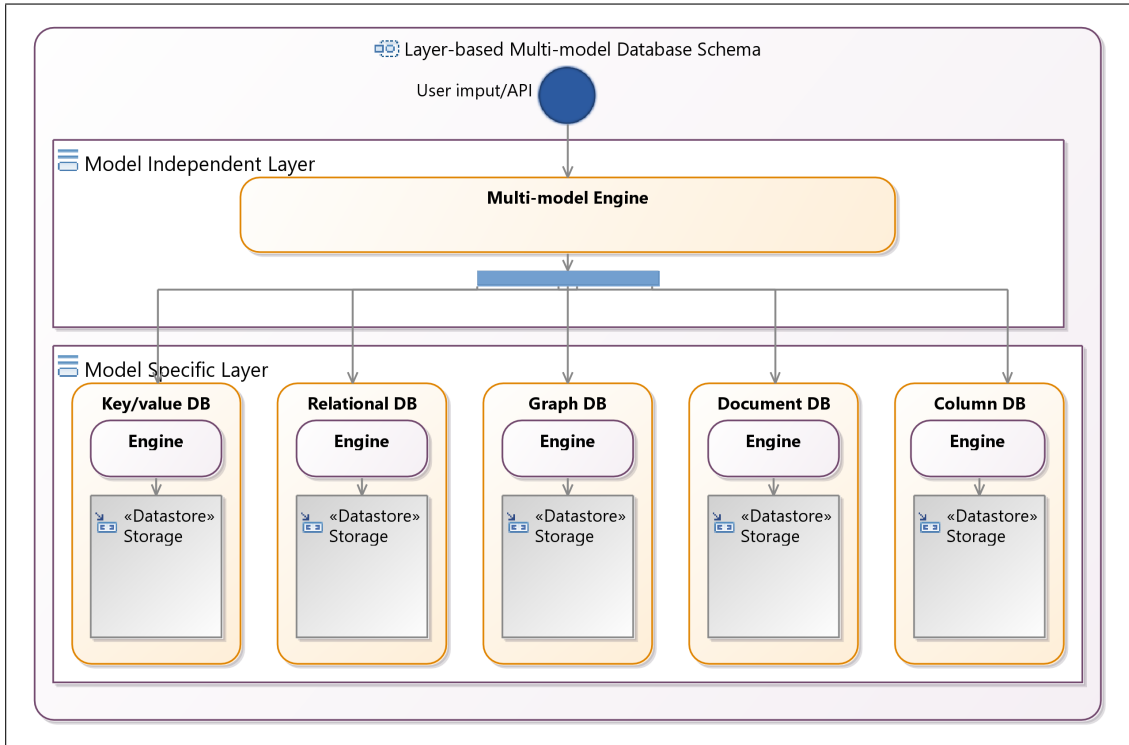 Layer-based Multi-model Database Schema
User imput/API
Model Independent Layer
Multi-model Engine
Model Specific Layer
Key/value DB
Relational DB
Graph DB
Document DB
Column DB
Engine
Engine
Engine
Engine
Engine
«Datastore»
Storage
«Datastore»
Storage
«Datastore»
Storage
«Datastore»
Storage
«Datastore»
Storage